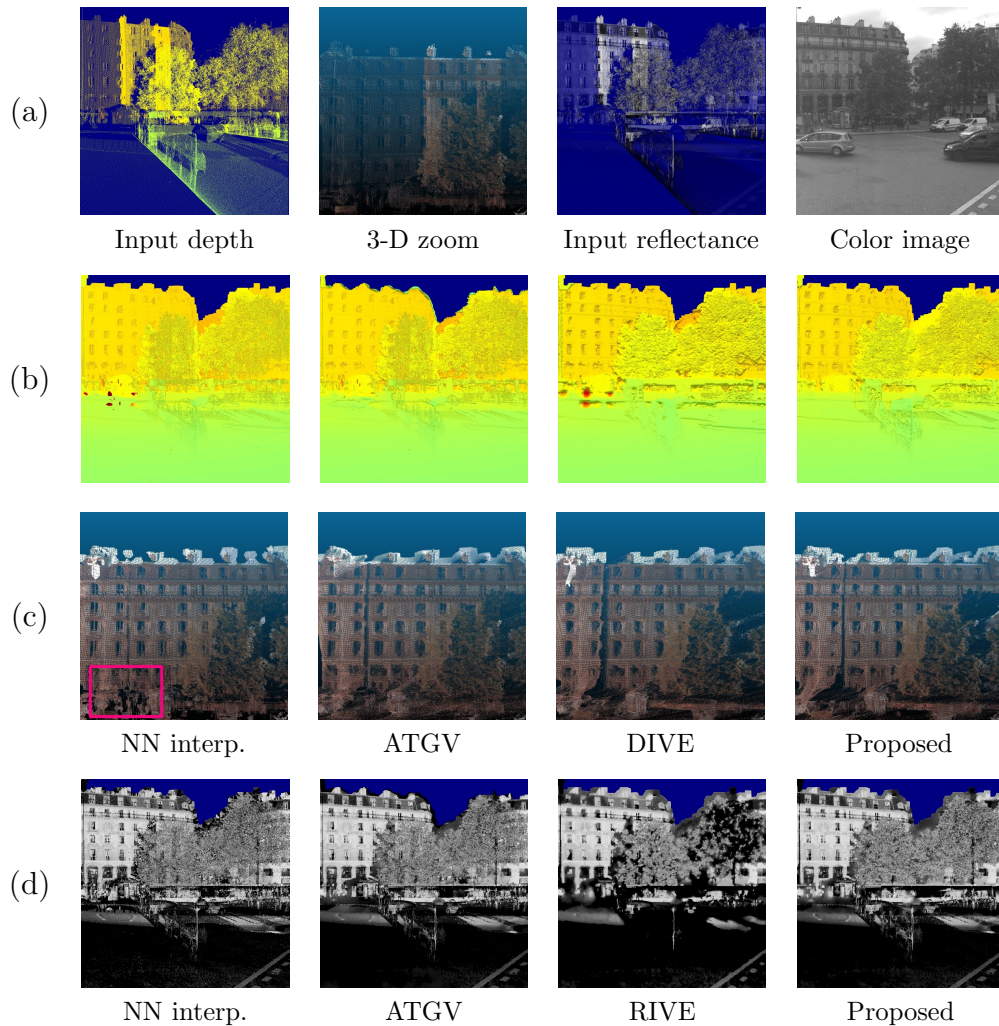 (a)
Input depth 3-D zoom Input reflectance Color image
(b)
(c)
NN interp. ATGV DIVE Proposed
(d)
NN interp. ATGV RIVE Proposed